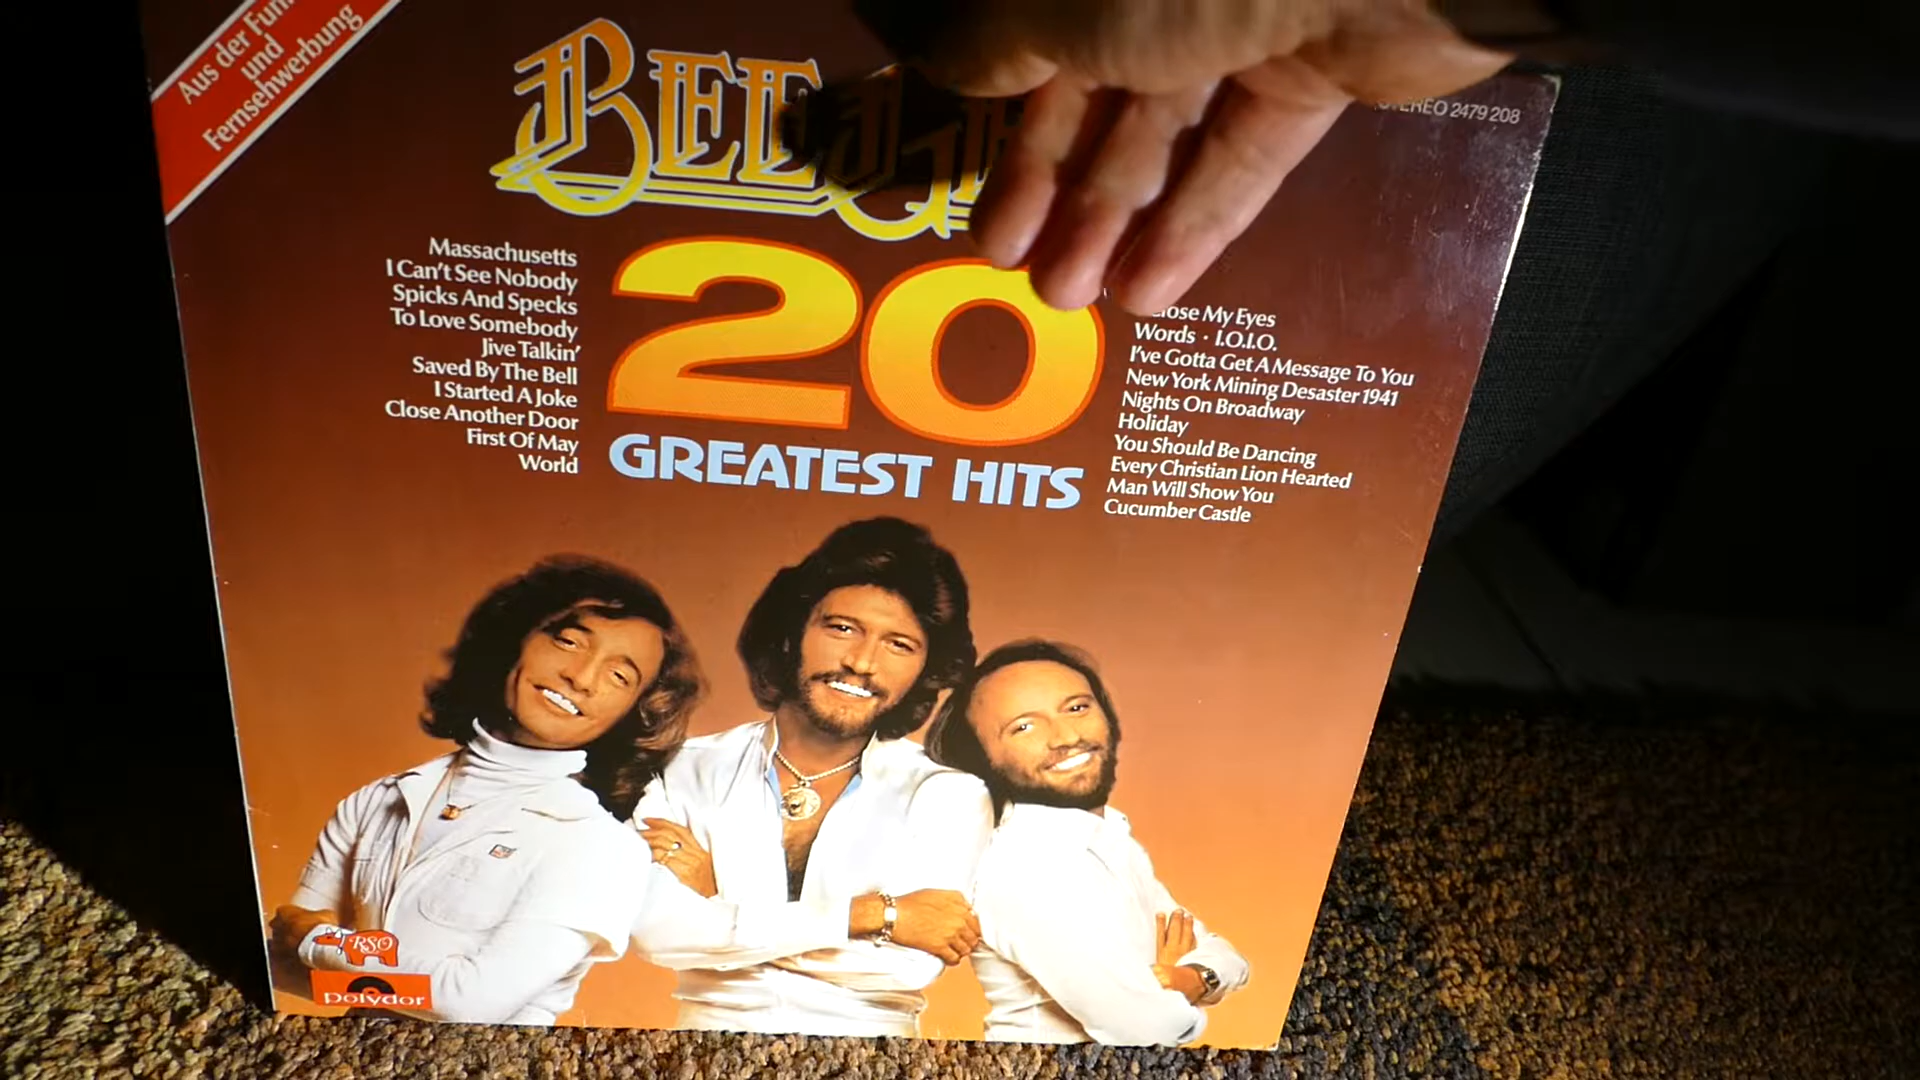 Aus der
und
Fernsehwerbung
BEE
STEREO 2479 208
20
GREATEST HITS
Massachusetts
I Can't See Nobody
Spicks And Specks
To Love Somebody
Jive Talkin'
Saved By The Bell
I Started A Joke
Close Another Door
First Of May
World
My Eyes
Words · I.O.I.O.
I've Gotta Get A Message To You
New York Mining Desaster 1941
Nights On Broadway
Holiday
You Should Be Dancing
Every Christian Lion Hearted
Man Will Show You
Cucumber Castle
RSO
polydor